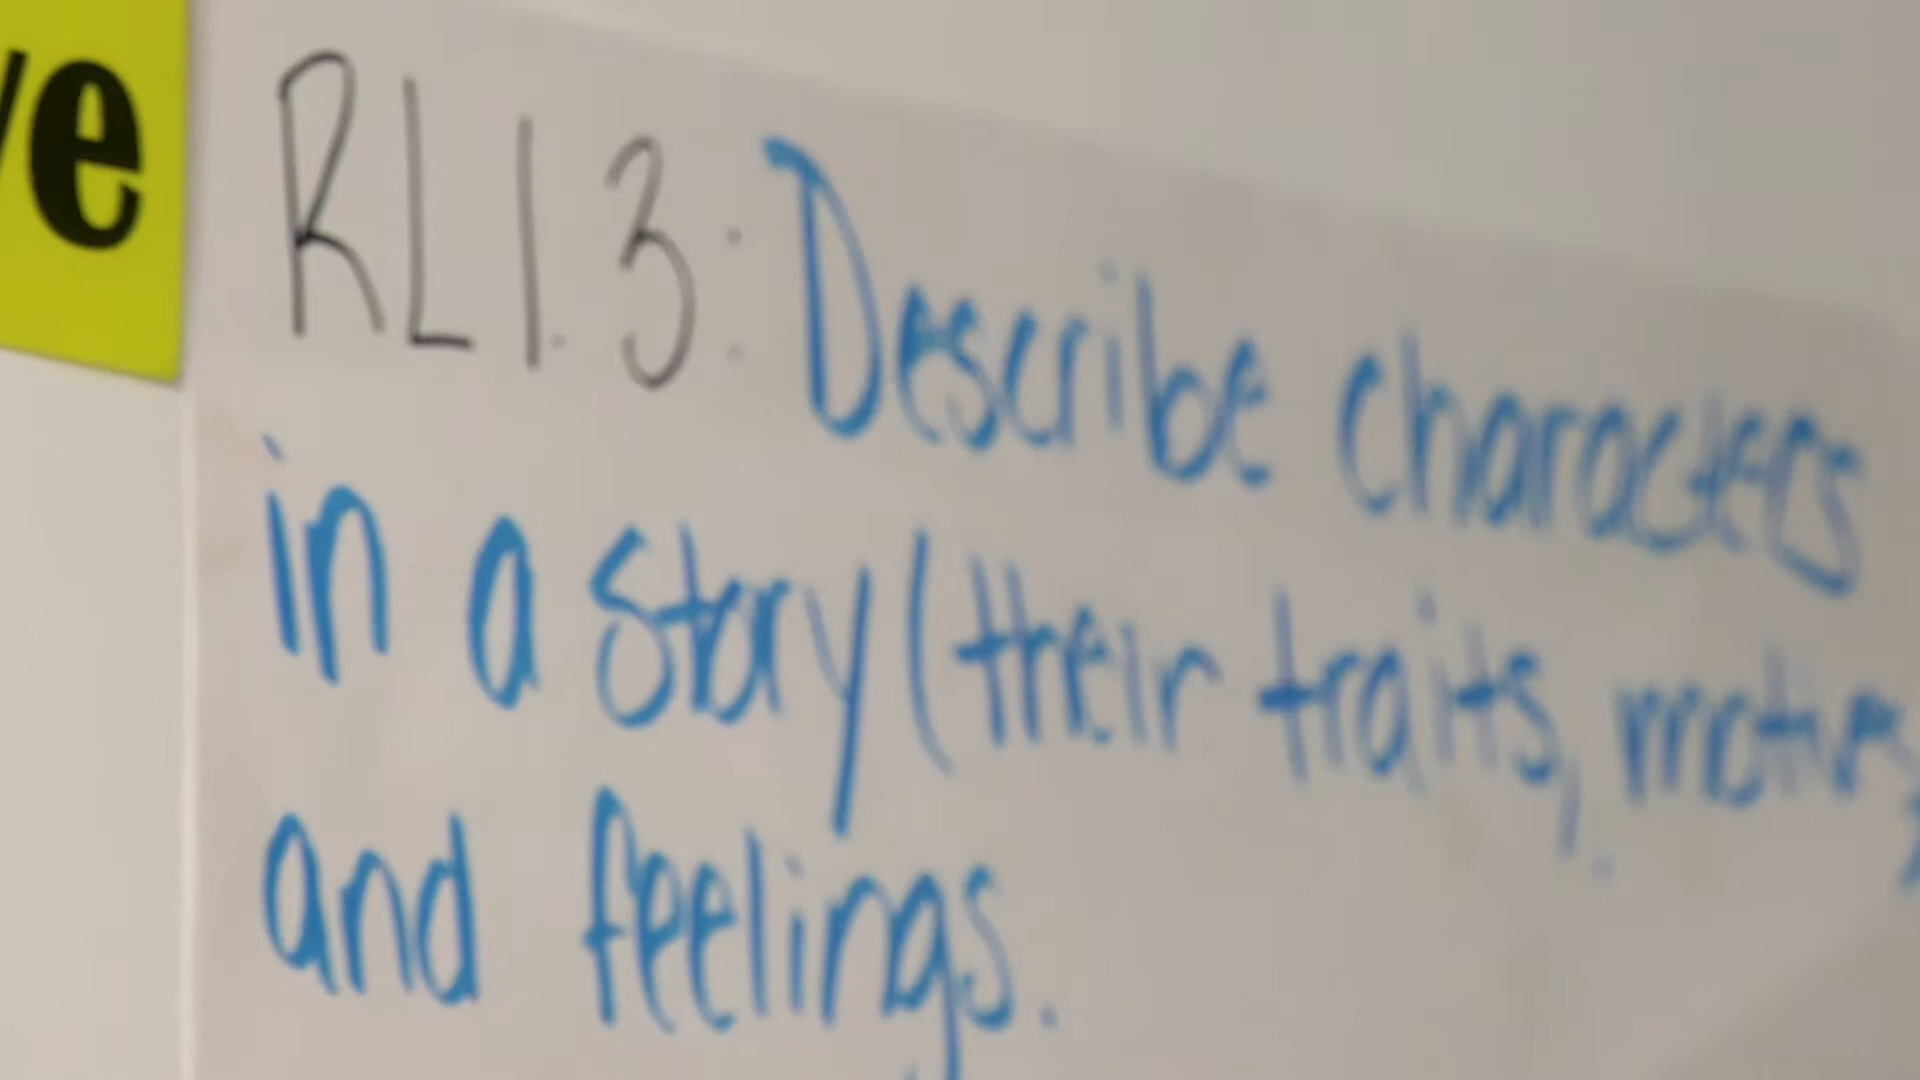 ve
RL1.3: Describe characters
in a story (their traits,
and feelings.